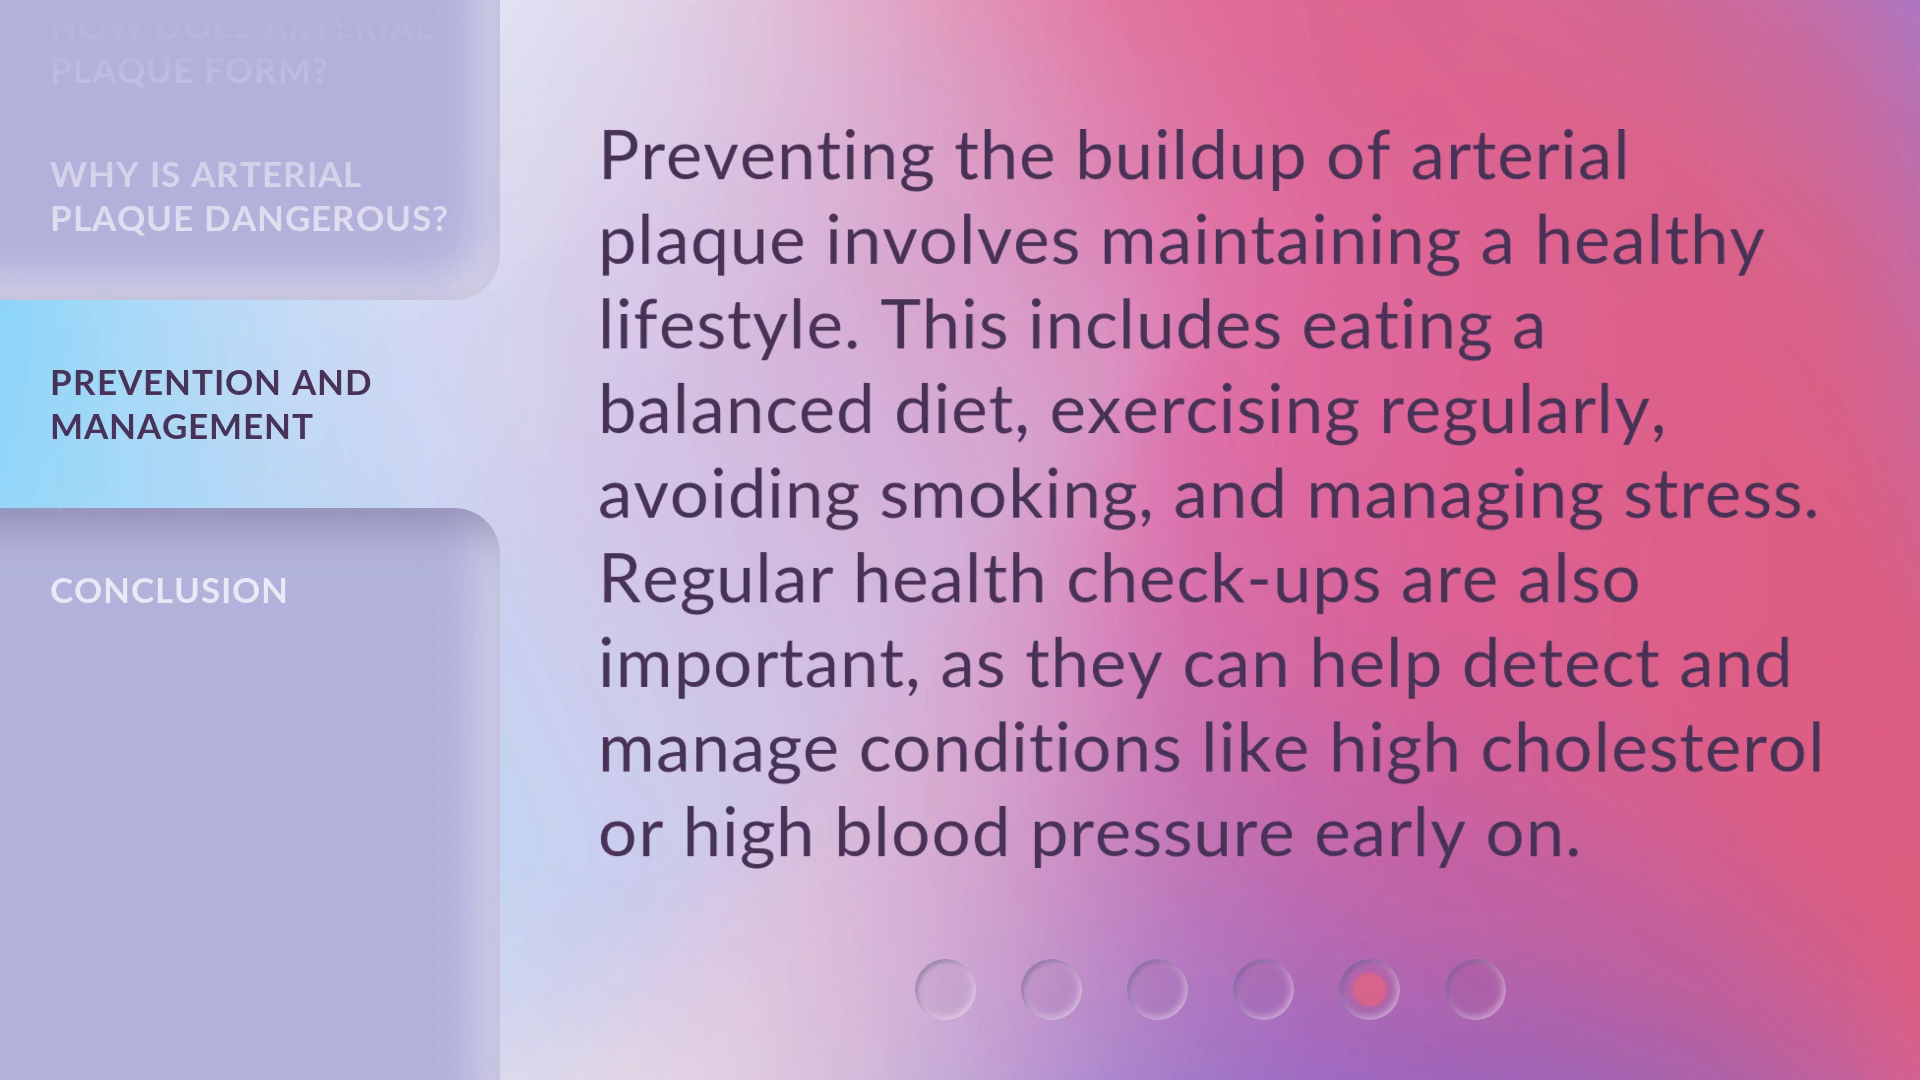 HOW DOES ARTERIAL
PLAQUE FORM?
WHY IS ARTERIAL
PLAQUE DANGEROUS?
PREVENTION AND
MANAGEMENT
CONCLUSION
Preventing the buildup of arterial
plaque involves maintaining a healthy
lifestyle. This includes eating a
balanced diet, exercising regularly,
avoiding smoking, and managing stress.
Regular health check-ups are also
important, as they can help detect and
manage conditions like high cholesterol
or high blood pressure early on.